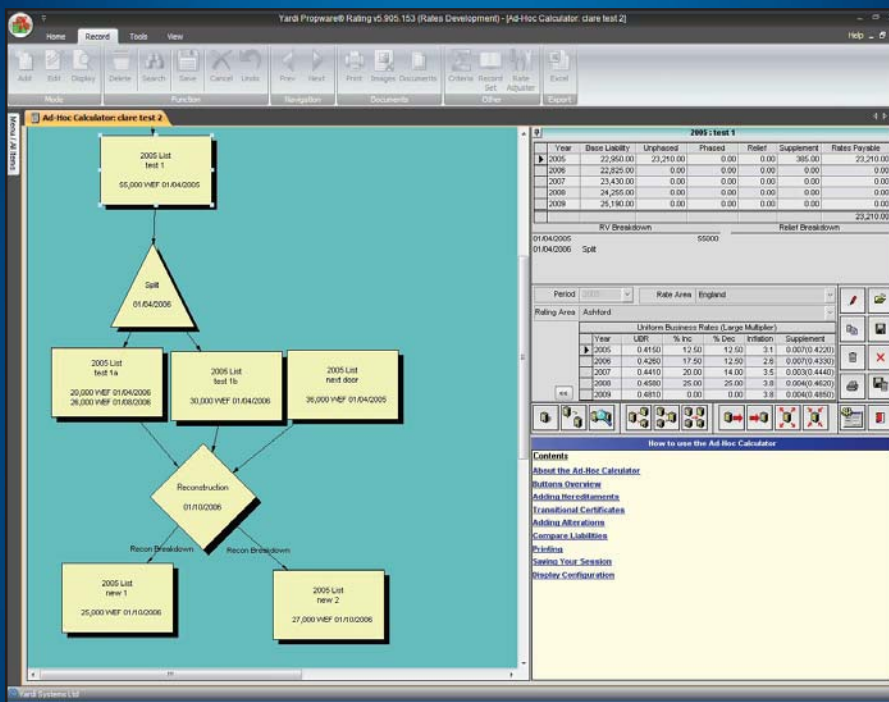 Yardi Propware® Rating v5.905.153 (Rates Development) - [Ad-Hoc Calculator: clare test 2]
Home Record Tools View Help
Add Edit Display Delete Search Save Cancel Undo Prev Next Print Images Documents Criteria Record Set Rate Adjuster Excel
Mode Function Navigation Documents Other Export
Menu / All Items
Ad-Hoc Calculator: clare test 2
2005 List
test 1
55,000 WEF 01/04/2005
Split
01/04/2006
2005 List
test 1a
20,000 WEF 01/04/2006
26,000 WEF 01/08/2006
2005 List
test 1b
30,000 WEF 01/04/2006
2005 List
next door
36,000 WEF 01/04/2005
Reconstruction
01/10/2006
Recon Breakdown
Recon Breakdown
2005 List
new 1
25,000 WEF 01/10/2006
2005 List
new 2
27,000 WEF 01/10/2006
2005 : test 1
Year Base Liability Unphased Phased Relief Supplement Rates Payable
2005 22,950.00 23,210.00 0.00 0.00 385.00 23,210.00
2006 22,825.00 0.00 0.00 0.00 0.00 0.00
2007 23,430.00 0.00 0.00 0.00 0.00 0.00
2008 24,255.00 0.00 0.00 0.00 0.00 0.00
2009 25,190.00 0.00 0.00 0.00 0.00 0.00
23,210.00
RV Breakdown Relief Breakdown
01/04/2005 55000
01/04/2006 Split
Period 2005 Rate Area England
Rating Area Ashford
Uniform Business Rates (Large Multiplier)
Year UBR % Inc % Dec Inflation Supplement
2005 0.4150 12.50 12.50 3.1 0.007(0.4220)
2006 0.4260 17.50 12.50 2.6 0.007(0.4330)
2007 0.4410 20.00 14.00 3.5 0.003(0.4440)
2008 0.4580 25.00 25.00 3.8 0.004(0.4620)
2009 0.4810 0.00 0.00 3.8 0.004(0.4850)
<<
How to use the Ad-Hoc Calculator
Contents
About the Ad-Hoc Calculator
Buttons Overview
Adding Hereditaments
Transitional Certificates
Adding Alterations
Compare Liabilities
Printing
Saving Your Session
Display Configuration
Yardi Systems Ltd